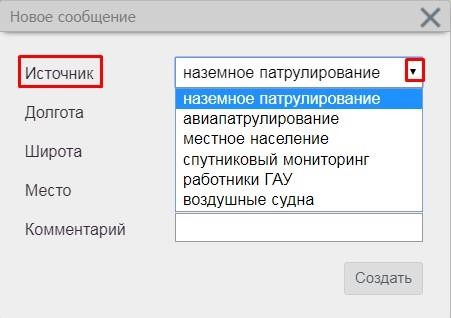 Новое сообщение
Источник
наземное патрулирование
наземное патрулирование
авиапатрулирование
Долгота
местное население
Широта
спутниковый мониторинг
работники ГАУ
Место
воздушные судна
Комментарий
Создать